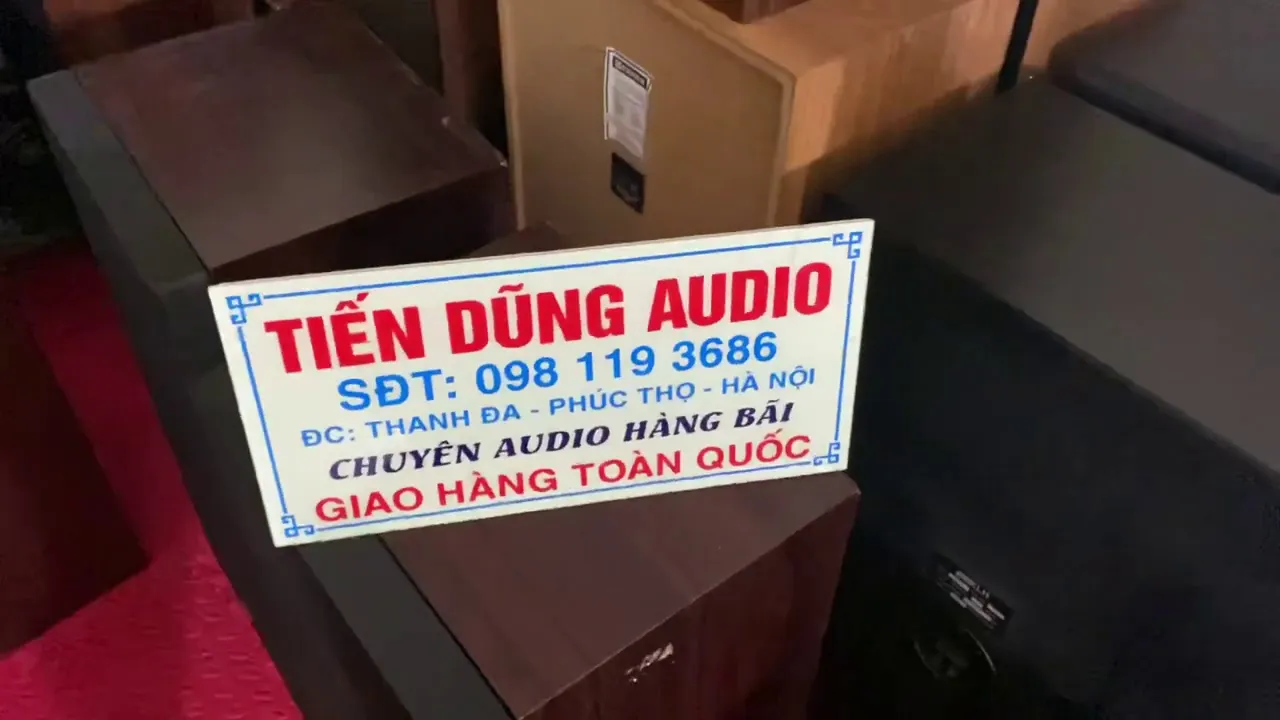 TIẾN DŨNG AUDIO
SĐT: 098 119 3686
ĐC: THANH ĐA - PHÚC THỌ - HÀ NỘI
CHUYÊN AUDIO HÀNG BÃI
GIAO HÀNG TOÀN QUỐC